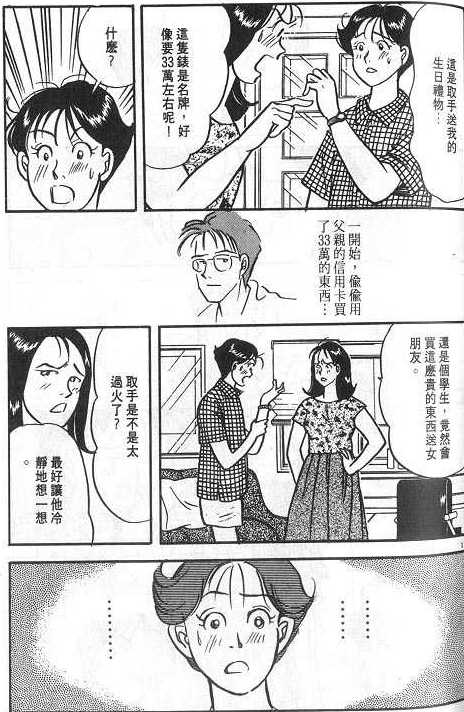 這是取手送我的
生日禮物…
這隻錶是名牌，好
像要33萬左右呢！
什麼？
一開始，偷偷用
父親的信用卡買
了33萬的東西…
還是個學生，竟然會
買這麼貴的東西送女
朋友。
取手是不是太
過火了？
最好讓他冷
靜地想一想
。
……
……